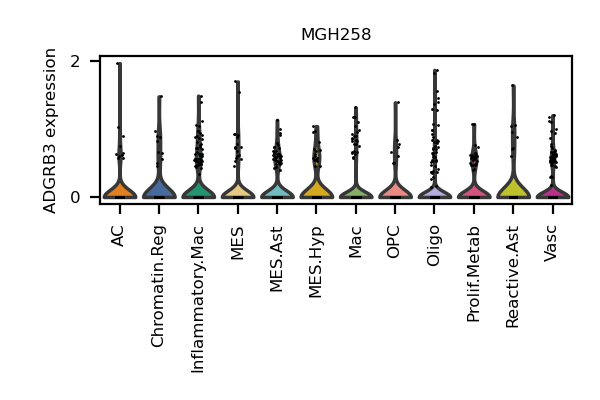 MGH258
ADGRB3 expression
2
0
AC
Chromatin.Reg
Inflammatory.Mac
MES
MES.Ast
MES.Hyp
Mac
OPC
Oligo
Prolif.Metab
Reactive.Ast
Vasc